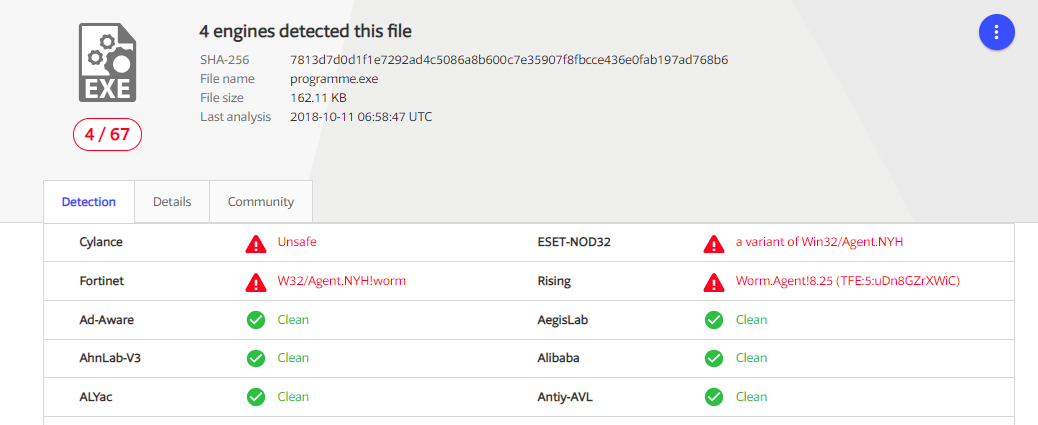 4 engines detected this file
SHA-256 7813d7d0d1f1e7292ad4c5086a8b600c7e35907f8fbcce436e0fab197ad768b6
File name programme.exe
File size 162.11 KB
Last analysis 2018-10-11 06:58:47 UTC
EXE
4 / 67
Detection Details Community
Cylance Unsafe ESET-NOD32 a variant of Win32/Agent.NYH
Fortinet W32/Agent.NYH!worm Rising Worm.Agent!8.25 (TFE:5:uDn8GZrXWiC)
Ad-Aware Clean AegisLab Clean
AhnLab-V3 Clean Alibaba Clean
ALYac Clean Antiy-AVL Clean